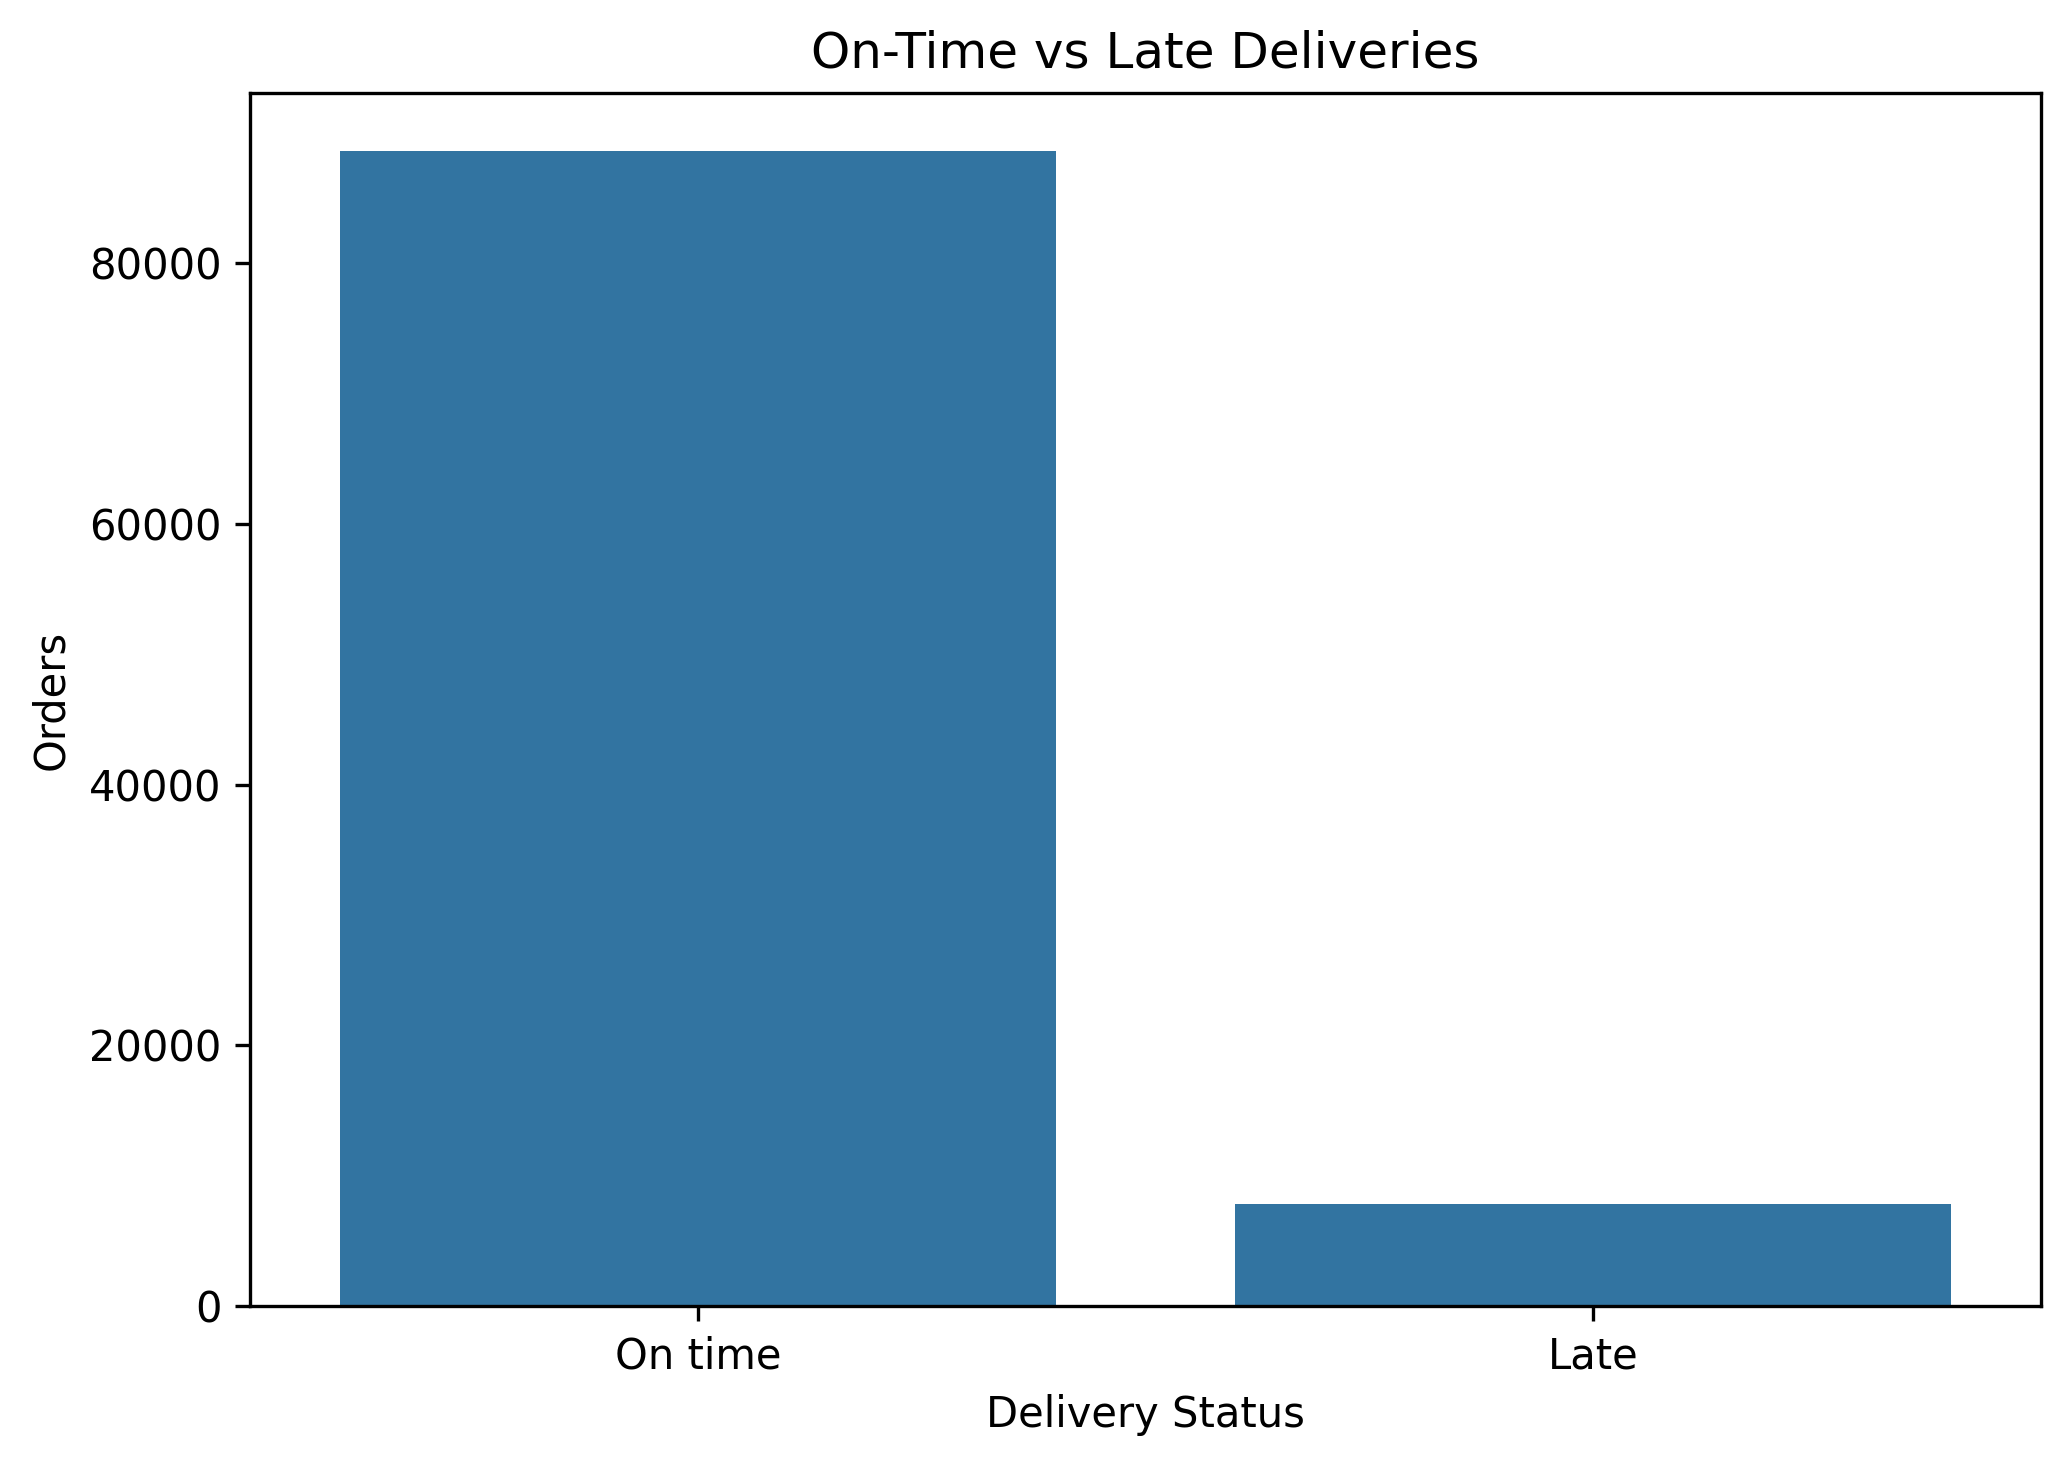 On-Time vs Late Deliveries
80000
60000
40000
20000
0
Orders
On time
Late
Delivery Status